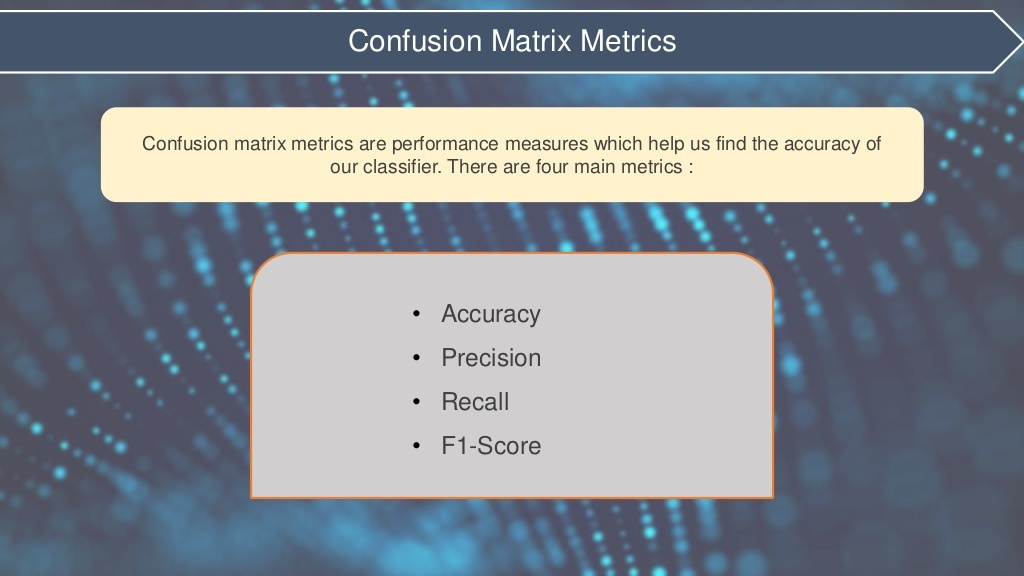 Confusion Matrix Metrics
Confusion matrix metrics are performance measures which help us find the accuracy of
our classifier. There are four main metrics :
• Accuracy
• Precision
• Recall
• F1-Score